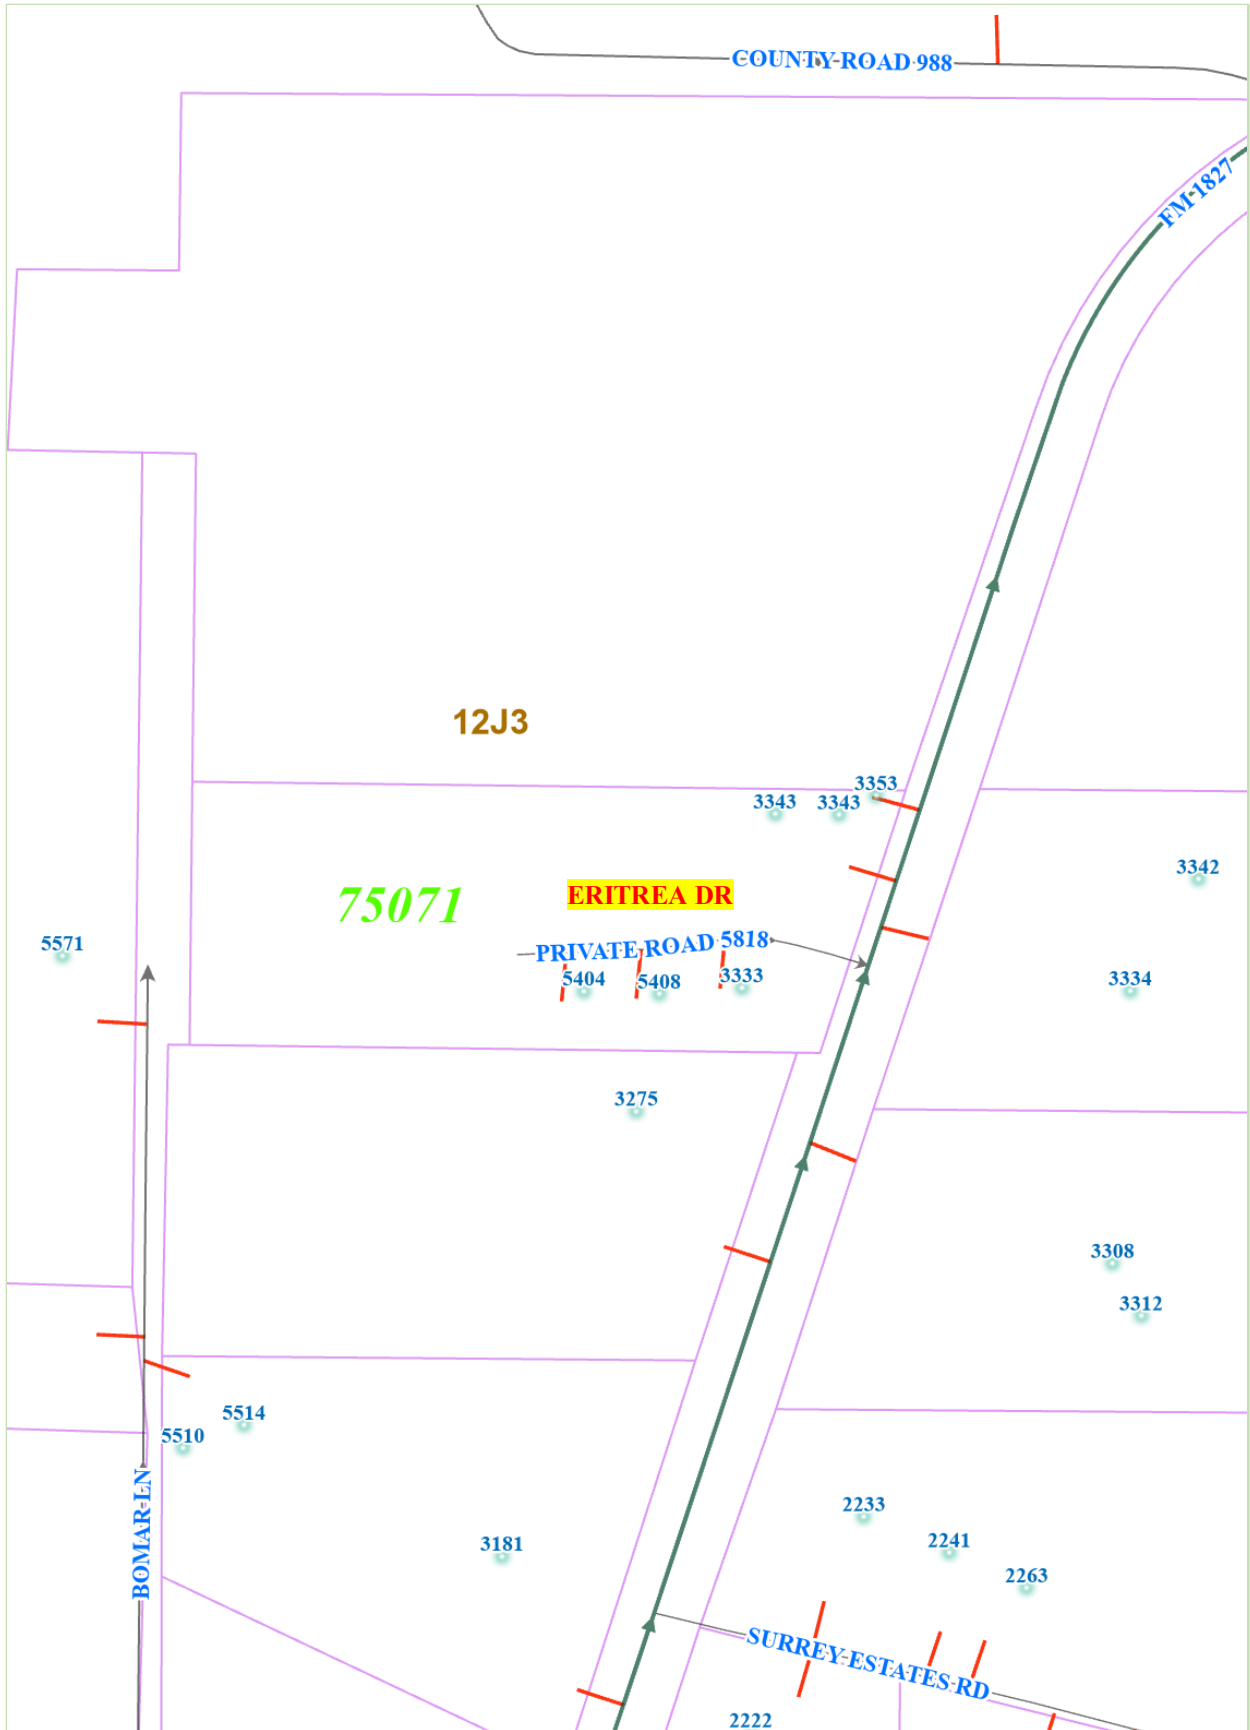 COUNTY ROAD 988
FM 1827
12J3
3353
3343
3343
3342
75071
ERITREA DR
PRIVATE ROAD 5818
5571
5404
5408
3333
3334
3275
3308
3312
5514
5510
BOMAR LN
2233
3181
2241
2263
SURREY ESTATES RD
2222